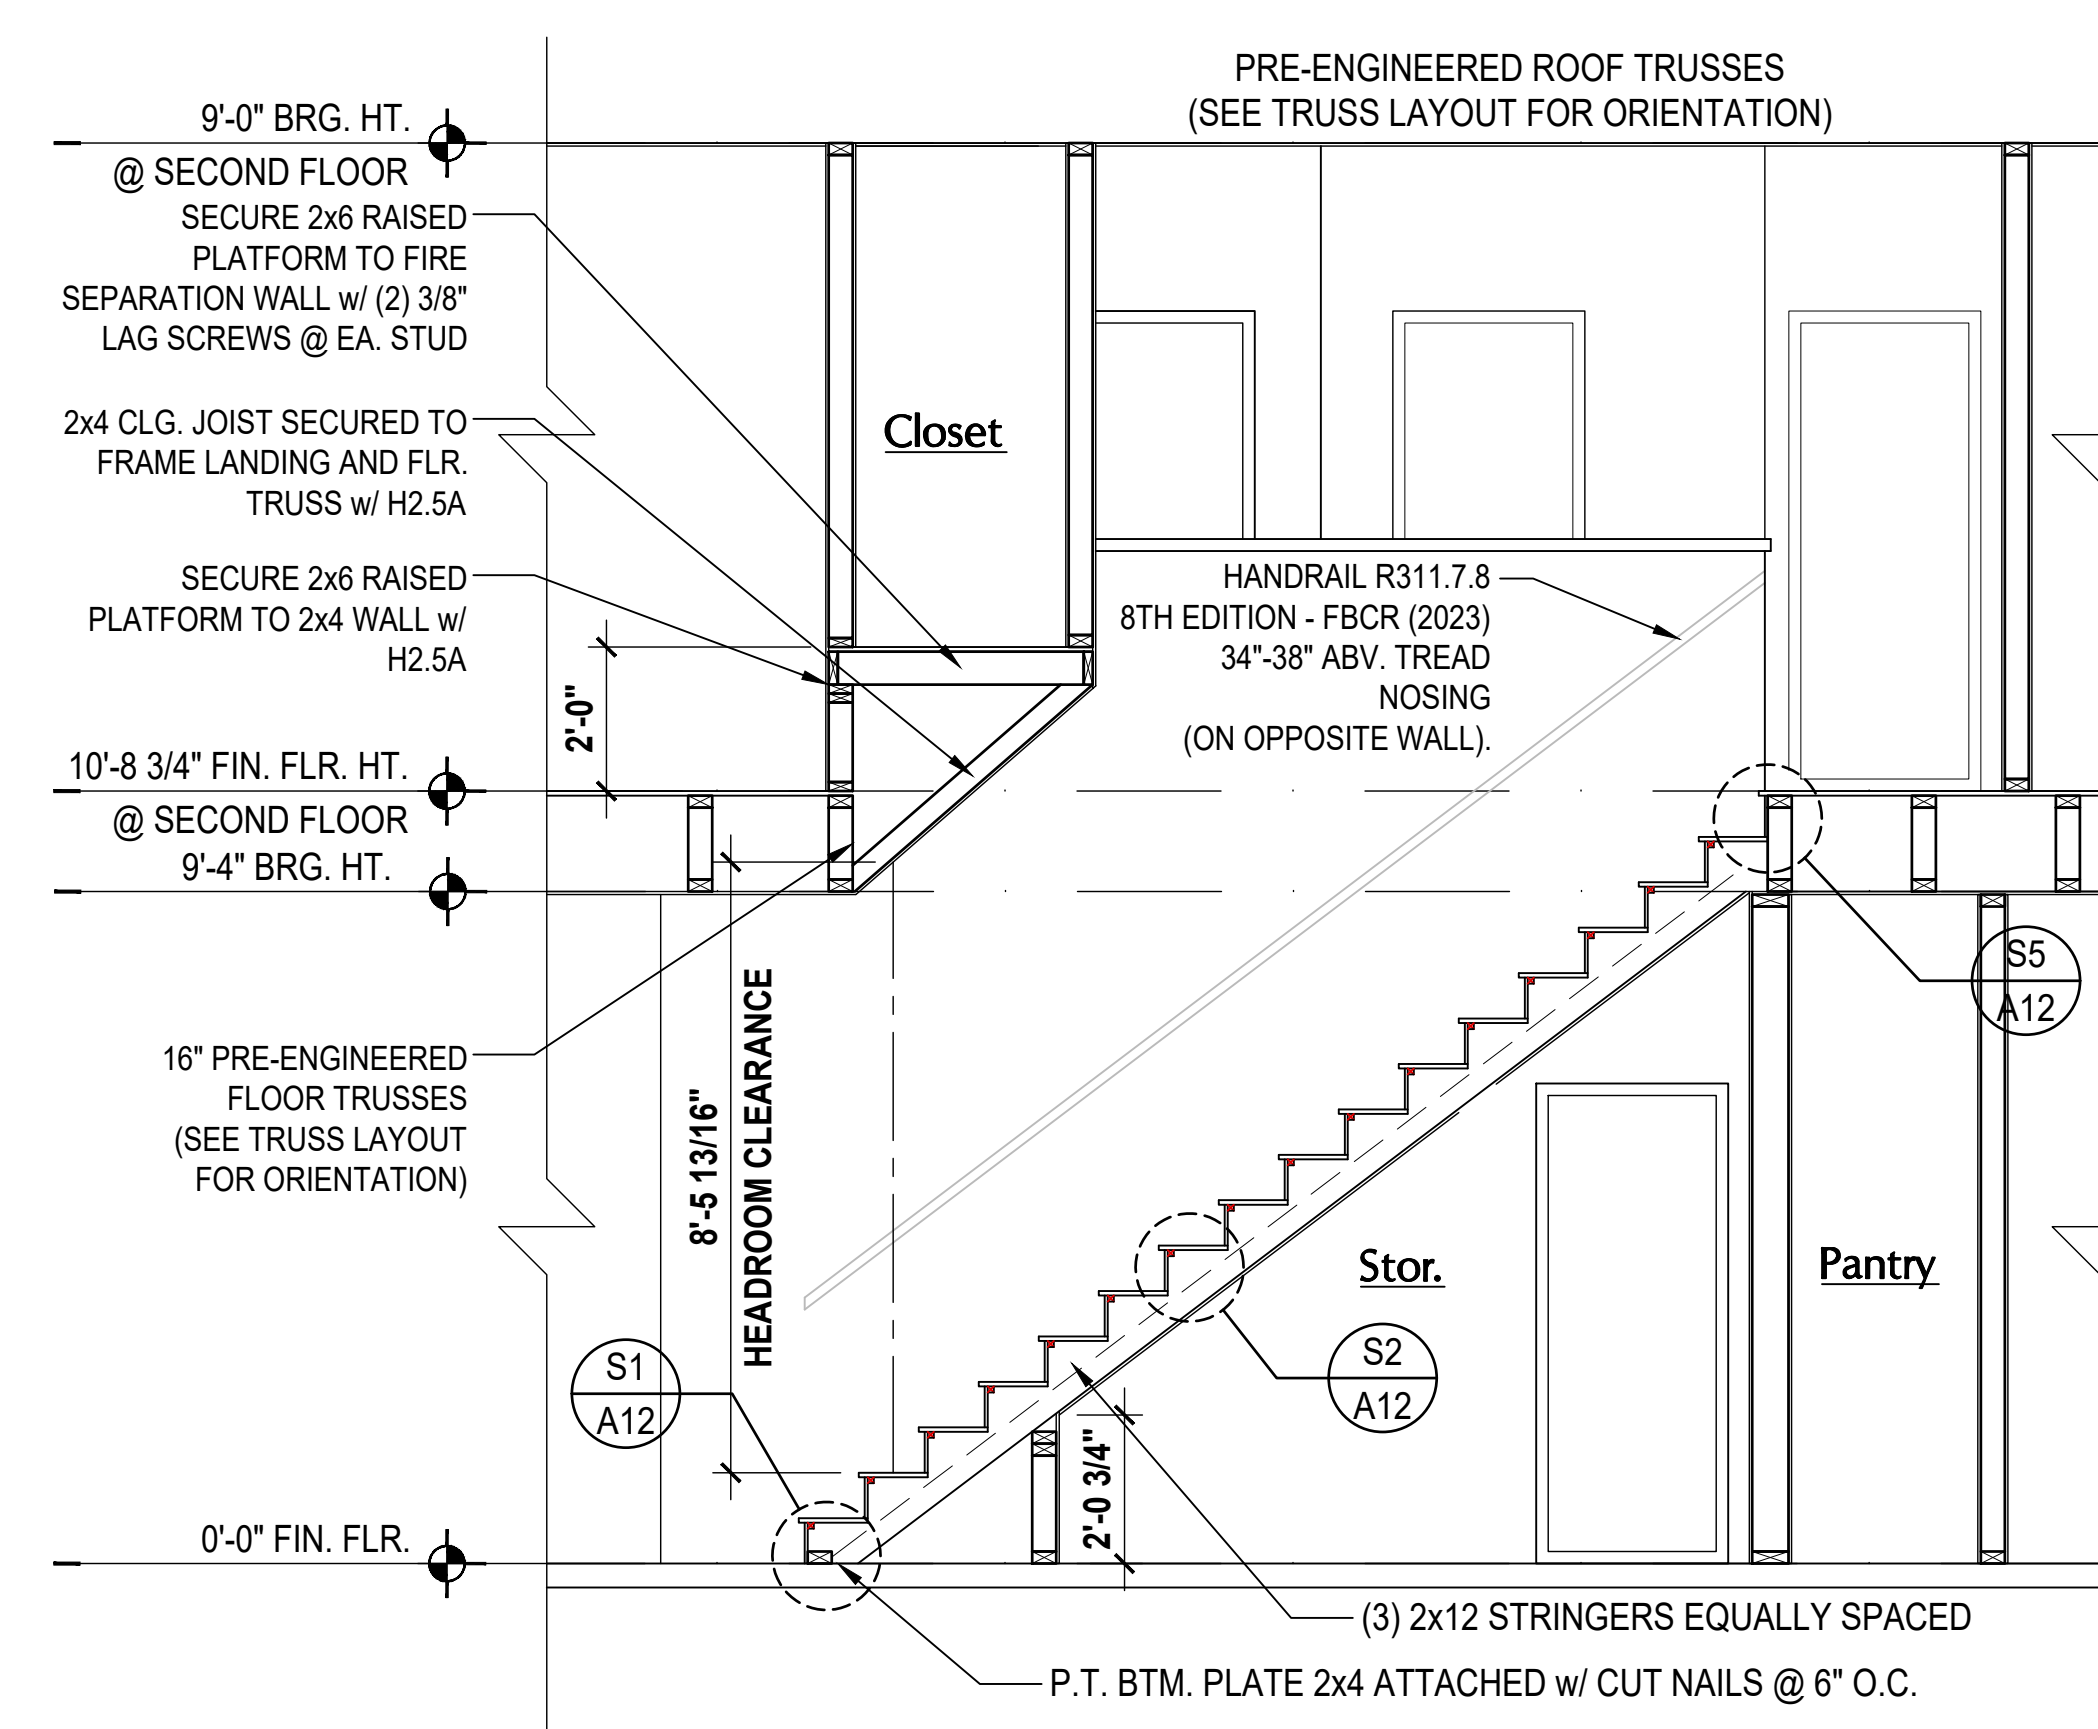 PRE-ENGINEERED ROOF TRUSSES
(SEE TRUSS LAYOUT FOR ORIENTATION)
9'-0" BRG. HT.
@ SECOND FLOOR
SECURE 2x6 RAISED
PLATFORM TO FIRE
SEPARATION WALL w/ (2) 3/8"
LAG SCREWS @ EA. STUD
2x4 CLG. JOIST SECURED TO
FRAME LANDING AND FLR.
TRUSS w/ H2.5A
Closet
SECURE 2x6 RAISED
PLATFORM TO 2x4 WALL w/
H2.5A
HANDRAIL R311.7.8
8TH EDITION - FBCR (2023)
34"-38" ABV. TREAD
NOSING
(ON OPPOSITE WALL).
2'-0"
10'-8 3/4" FIN. FLR. HT.
@ SECOND FLOOR
9'-4" BRG. HT.
S5
A12
16" PRE-ENGINEERED
FLOOR TRUSSES
(SEE TRUSS LAYOUT
FOR ORIENTATION)
8'-5 13/16"
HEADROOM CLEARANCE
Stor.
Pantry
S1
A12
S2
A12
2'-0 3/4"
0'-0" FIN. FLR.
(3) 2x12 STRINGERS EQUALLY SPACED
P.T. BTM. PLATE 2x4 ATTACHED w/ CUT NAILS @ 6" O.C.